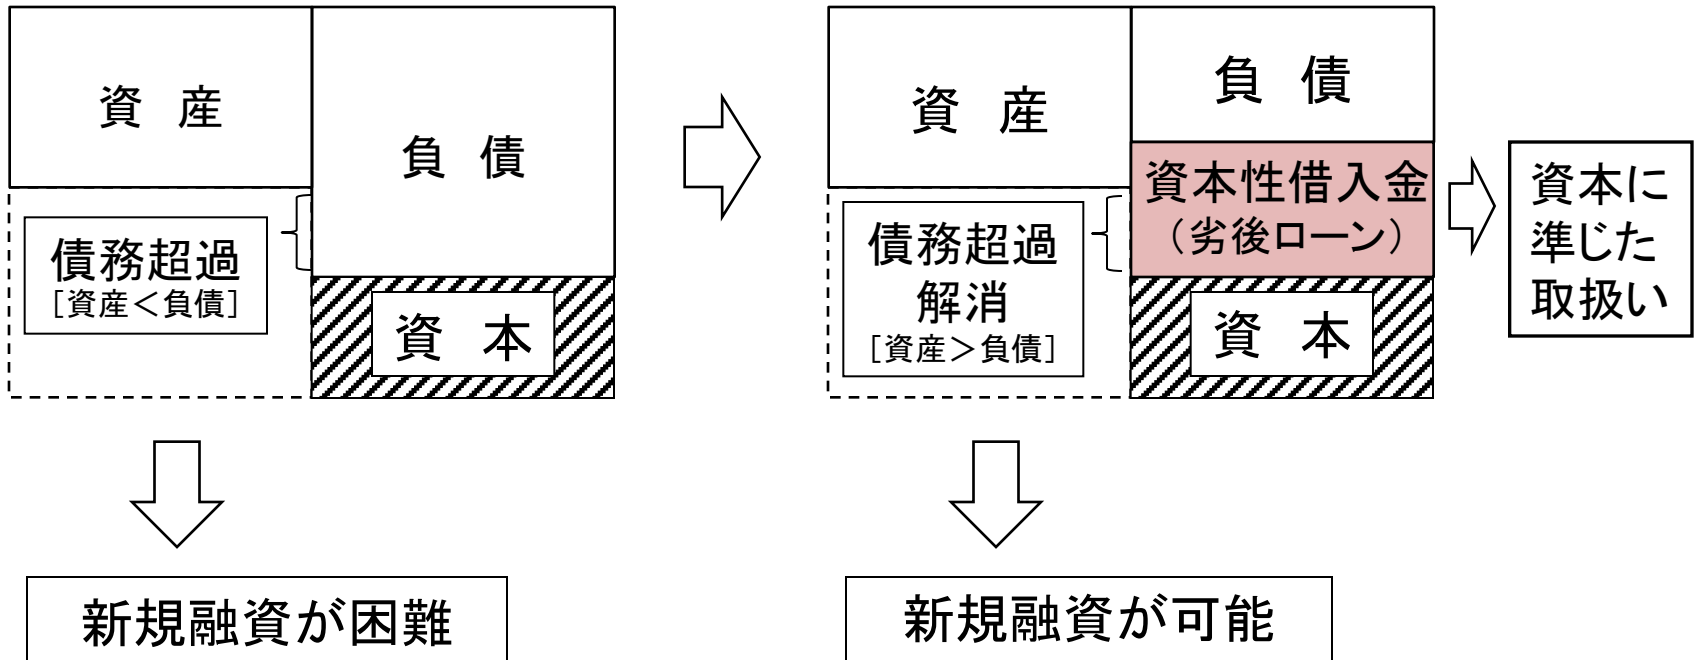 資 産
負 債
債務超過
［資産＜負債］
資 本
新規融資が困難
資 産
負 債
資本性借入金
（劣後ローン）
債務超過
解消
［資産＞負債］
資 本
資本に
準じた
取扱い
新規融資が可能